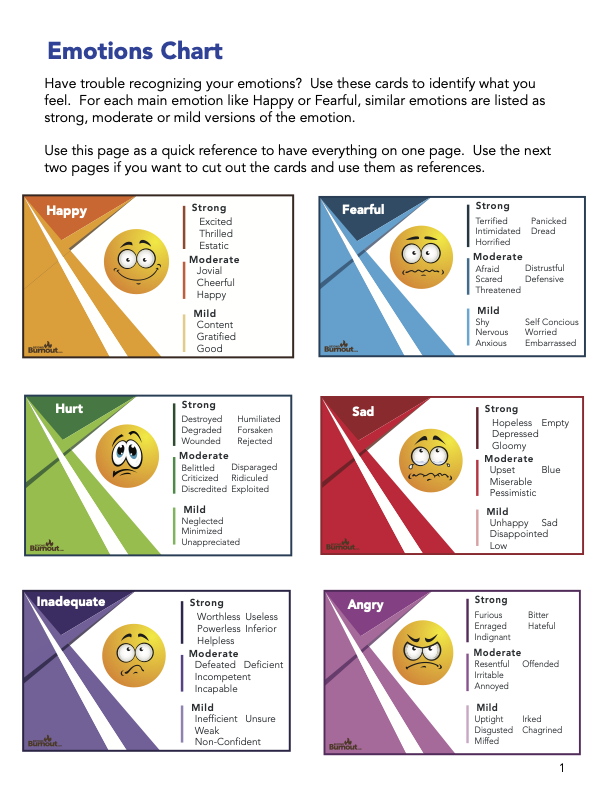 Emotions Chart
Have trouble recognizing your emotions?  Use these cards to identify what you
feel.  For each main emotion like Happy or Fearful, similar emotions are listed as
strong, moderate or mild versions of the emotion.
Use this page as a quick reference to have everything on one page.  Use the next
two pages if you want to cut out the cards and use them as references.
Happy
Strong
Excited
Thrilled
Estatic
Moderate
Jovial
Cheerful
Happy
Mild
Content
Gratified
Good
Burnout
Fearful
Strong
Terrified Panicked
Intimidated Dread
Horrified
Moderate
Afraid Distrustful
Scared Defensive
Threatened
Mild
Shy Self Concious
Nervous Worried
Anxious Embarrassed
Burnout
Hurt
Strong
Destroyed Humiliated
Degraded Forsaken
Wounded Rejected
Moderate
Belittled Disparaged
Criticized Ridiculed
Discredited Exploited
Mild
Neglected
Minimized
Unappreciated
Burnout
Sad
Strong
Hopeless Empty
Depressed
Gloomy
Moderate
Upset Blue
Miserable
Pessimistic
Mild
Unhappy Sad
Disappointed
Low
Burnout
Inadequate
Strong
Worthless Useless
Powerless Inferior
Helpless
Moderate
Defeated Deficient
Incompetent
Incapable
Mild
Inefficient Unsure
Weak
Non-Confident
Burnout
Angry
Strong
Furious Bitter
Enraged Hateful
Indignant
Moderate
Resentful Offended
Irritable
Annoyed
Mild
Uptight Irked
Disgusted Chagrined
Miffed
Burnout
1